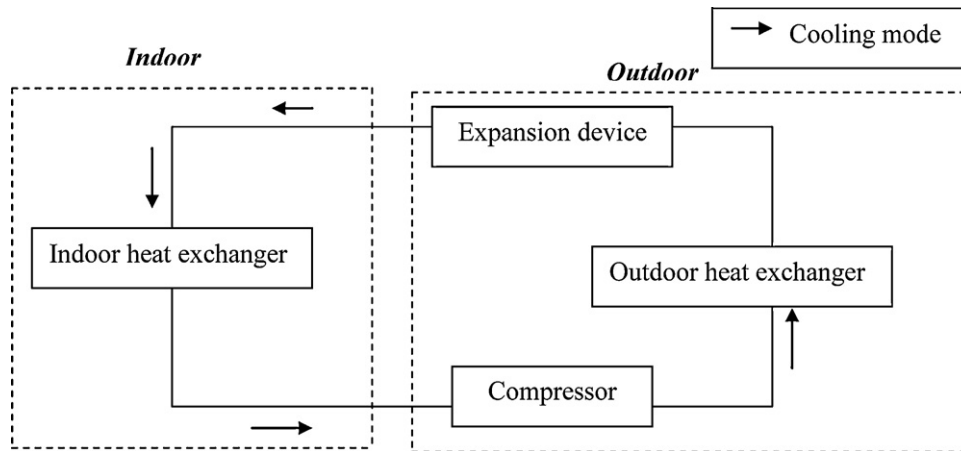 Cooling mode
Indoor
Outdoor
Expansion device
Indoor heat exchanger
Outdoor heat exchanger
Compressor